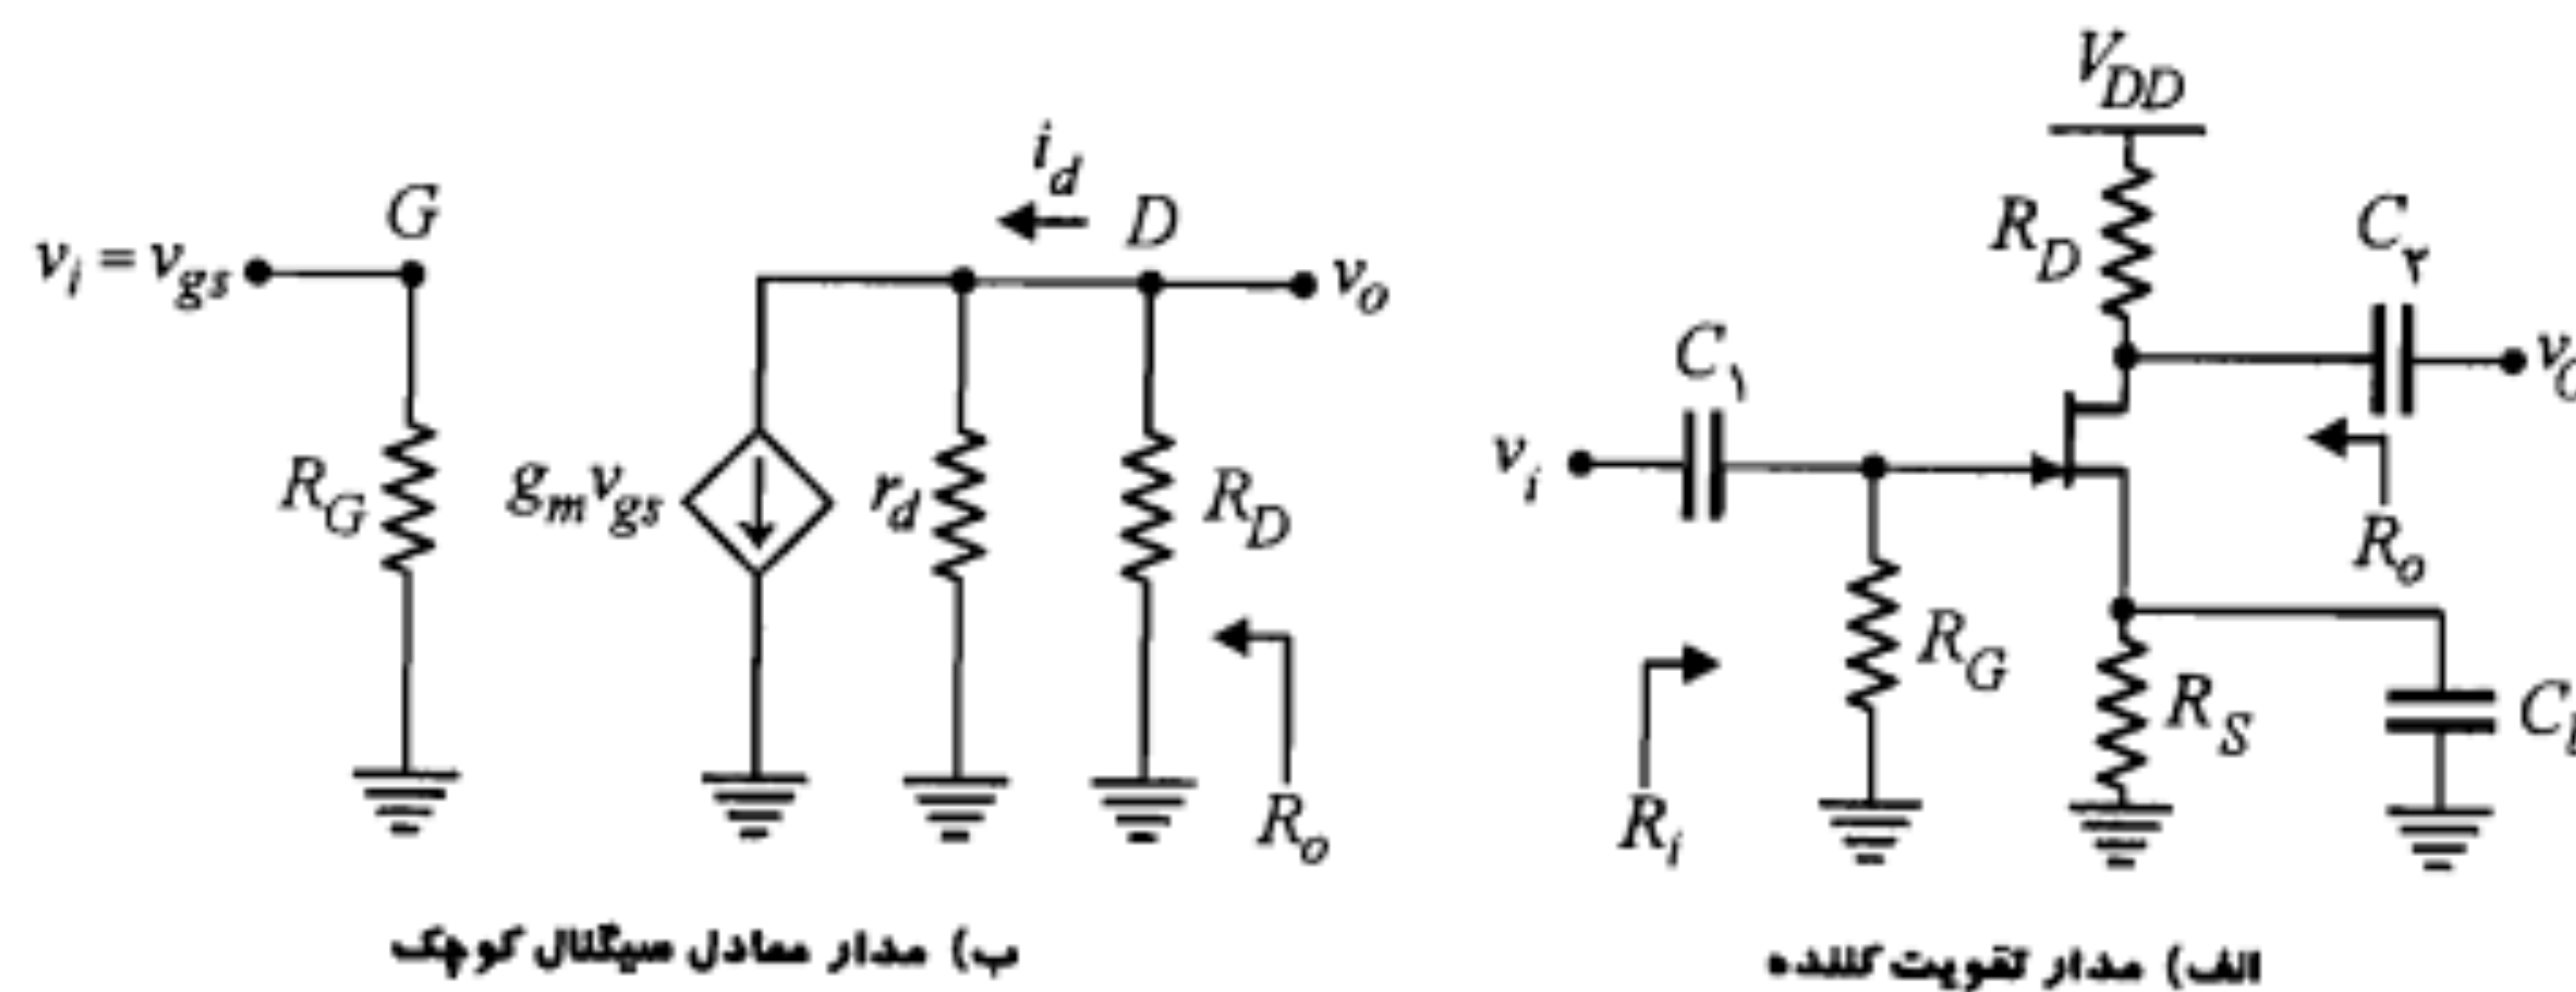 V_DD
R_D
C_۲
C_۱
v_i
R_o
R_G
R_S
R_i
i_d
G
D
v_i = v_gs
v_o
R_G
g_m v_gs
r_d
R_D
R_o
الف) مدار تقویت کننده
ب) مدار معادل سیگنال کوچک